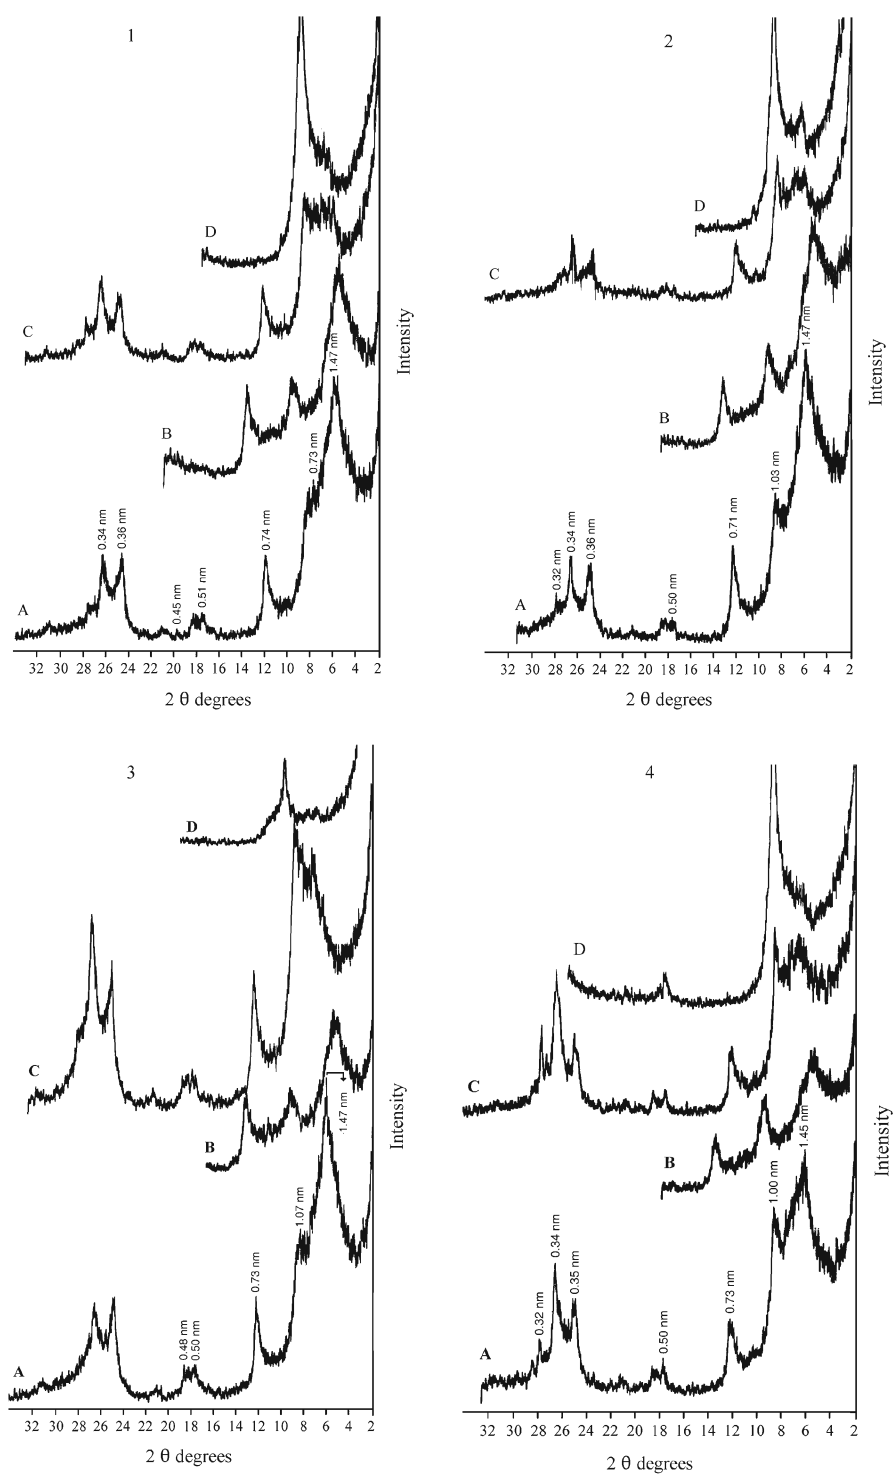 1
D
C
B
A
1.47 nm
0.73 nm
0.74 nm
0.51 nm
0.45 nm
0.36 nm
0.34 nm
Intensity
32 28 26 24 22 20 18 16 14 12 10 8 6 4 2
2 θ degrees
2
D
C
B
A
1.47 nm
1.03 nm
0.71 nm
0.50 nm
0.36 nm
0.34 nm
0.32 nm
Intensity
32 30 28 26 24 22 20 18 16 14 12 10 8 6 4 2
2 θ degrees
3
D
C
B
A
1.47 nm
1.07 nm
0.73 nm
0.50 nm
0.48 nm
Intensity
32 30 28 26 24 22 20 18 16 14 12 10 8 6 4 2
2 θ degrees
4
D
C
B
A
1.45 nm
1.00 nm
0.73 nm
0.50 nm
0.35 nm
0.34 nm
0.32 nm
Intensity
32 30 28 26 24 22 20 18 16 14 12 10 8 6 4 2
2 θ degrees